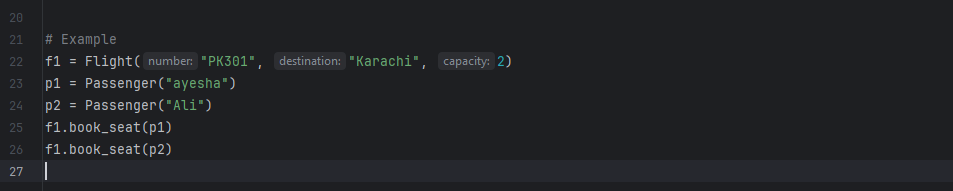 20
21 # Example
22 f1 = Flight( number: "PK301", destination: "Karachi", capacity: 2)
23 p1 = Passenger("ayesha")
24 p2 = Passenger("Ali")
25 f1.book_seat(p1)
26 f1.book_seat(p2)
27